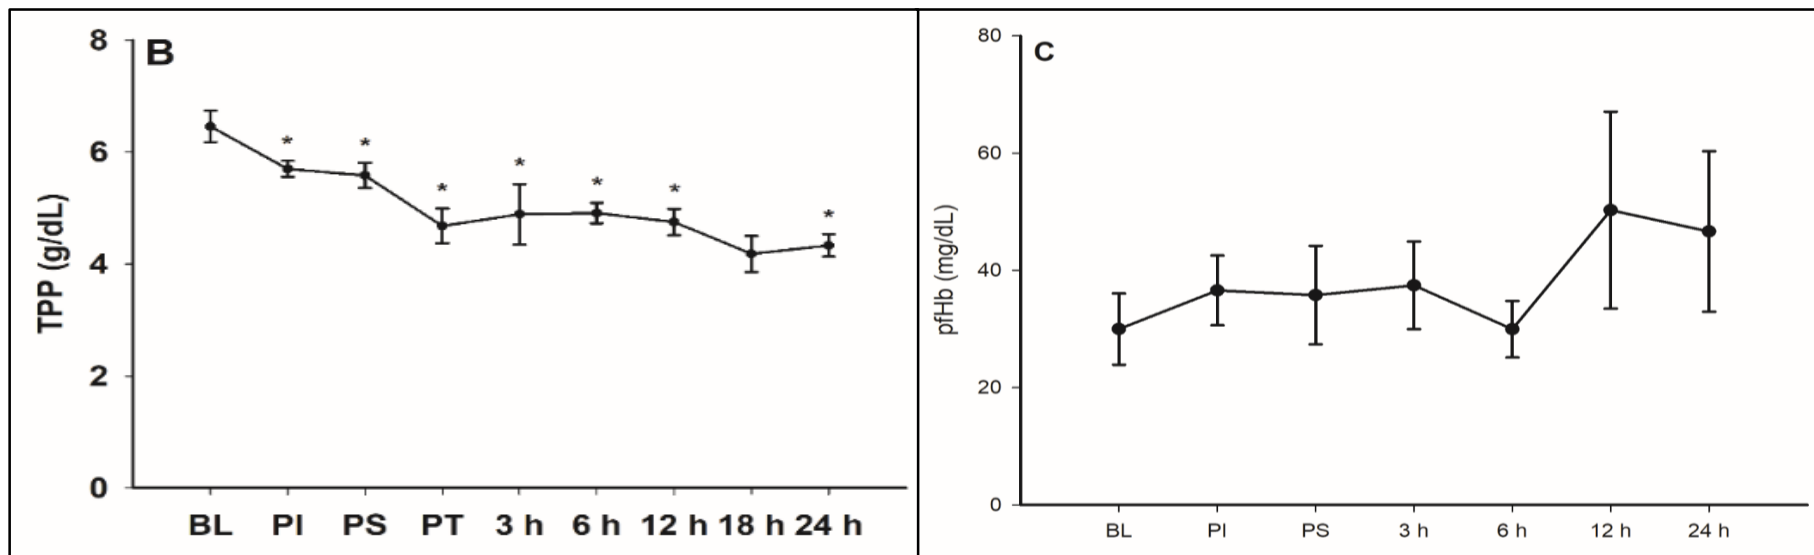 B
8
6
4
2
0
TPP (g/dL)
* * * * * * *
BL PI PS PT 3 h 6 h 12 h 18 h 24 h
C
80
60
40
20
0
pfHb (mg/dL)
BL PI PS 3 h 6 h 12 h 24 h